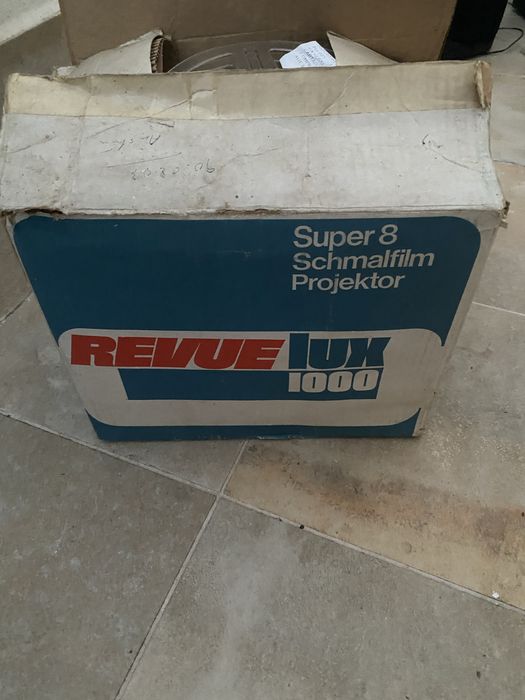 Super 8
Schmalfilm
Projektor
REVUE lux
1000